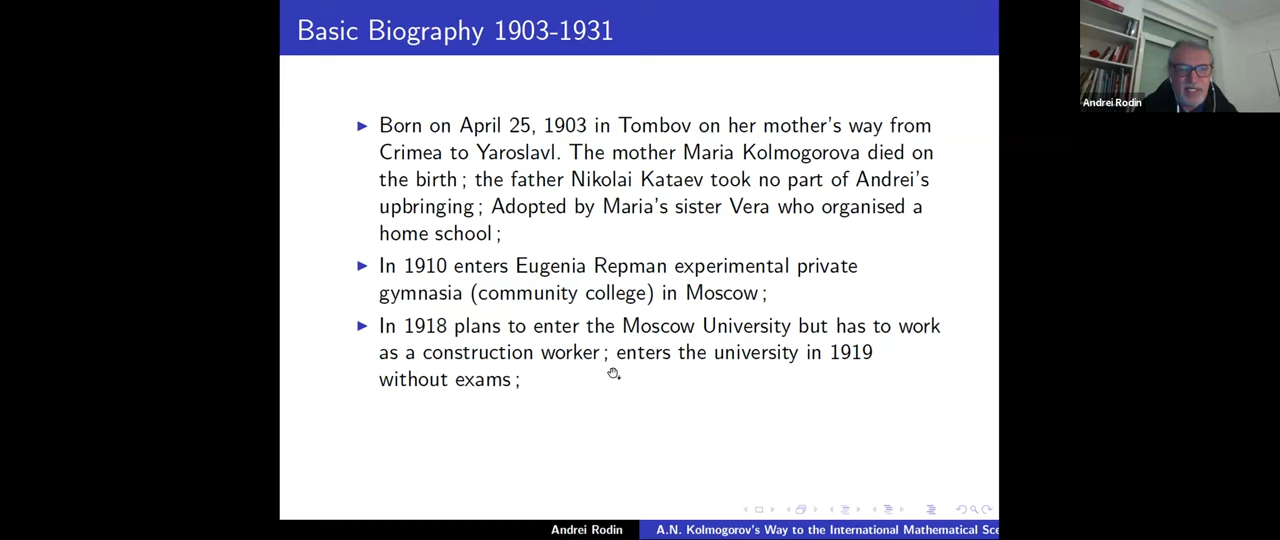 Basic Biography 1903-1931
Andrei Rodin
Born on April 25, 1903 in Tombov on her mother's way from
Crimea to Yaroslavl. The mother Maria Kolmogorova died on
the birth ; the father Nikolai Kataev took no part of Andrei's
upbringing ; Adopted by Maria's sister Vera who organised a
home school ;
In 1910 enters Eugenia Repman experimental private
gymnasia (community college) in Moscow ;
In 1918 plans to enter the Moscow University but has to work
as a construction worker ; enters the university in 1919
without exams ;
Andrei Rodin
A.N. Kolmogorov's Way to the International Mathematical Sce